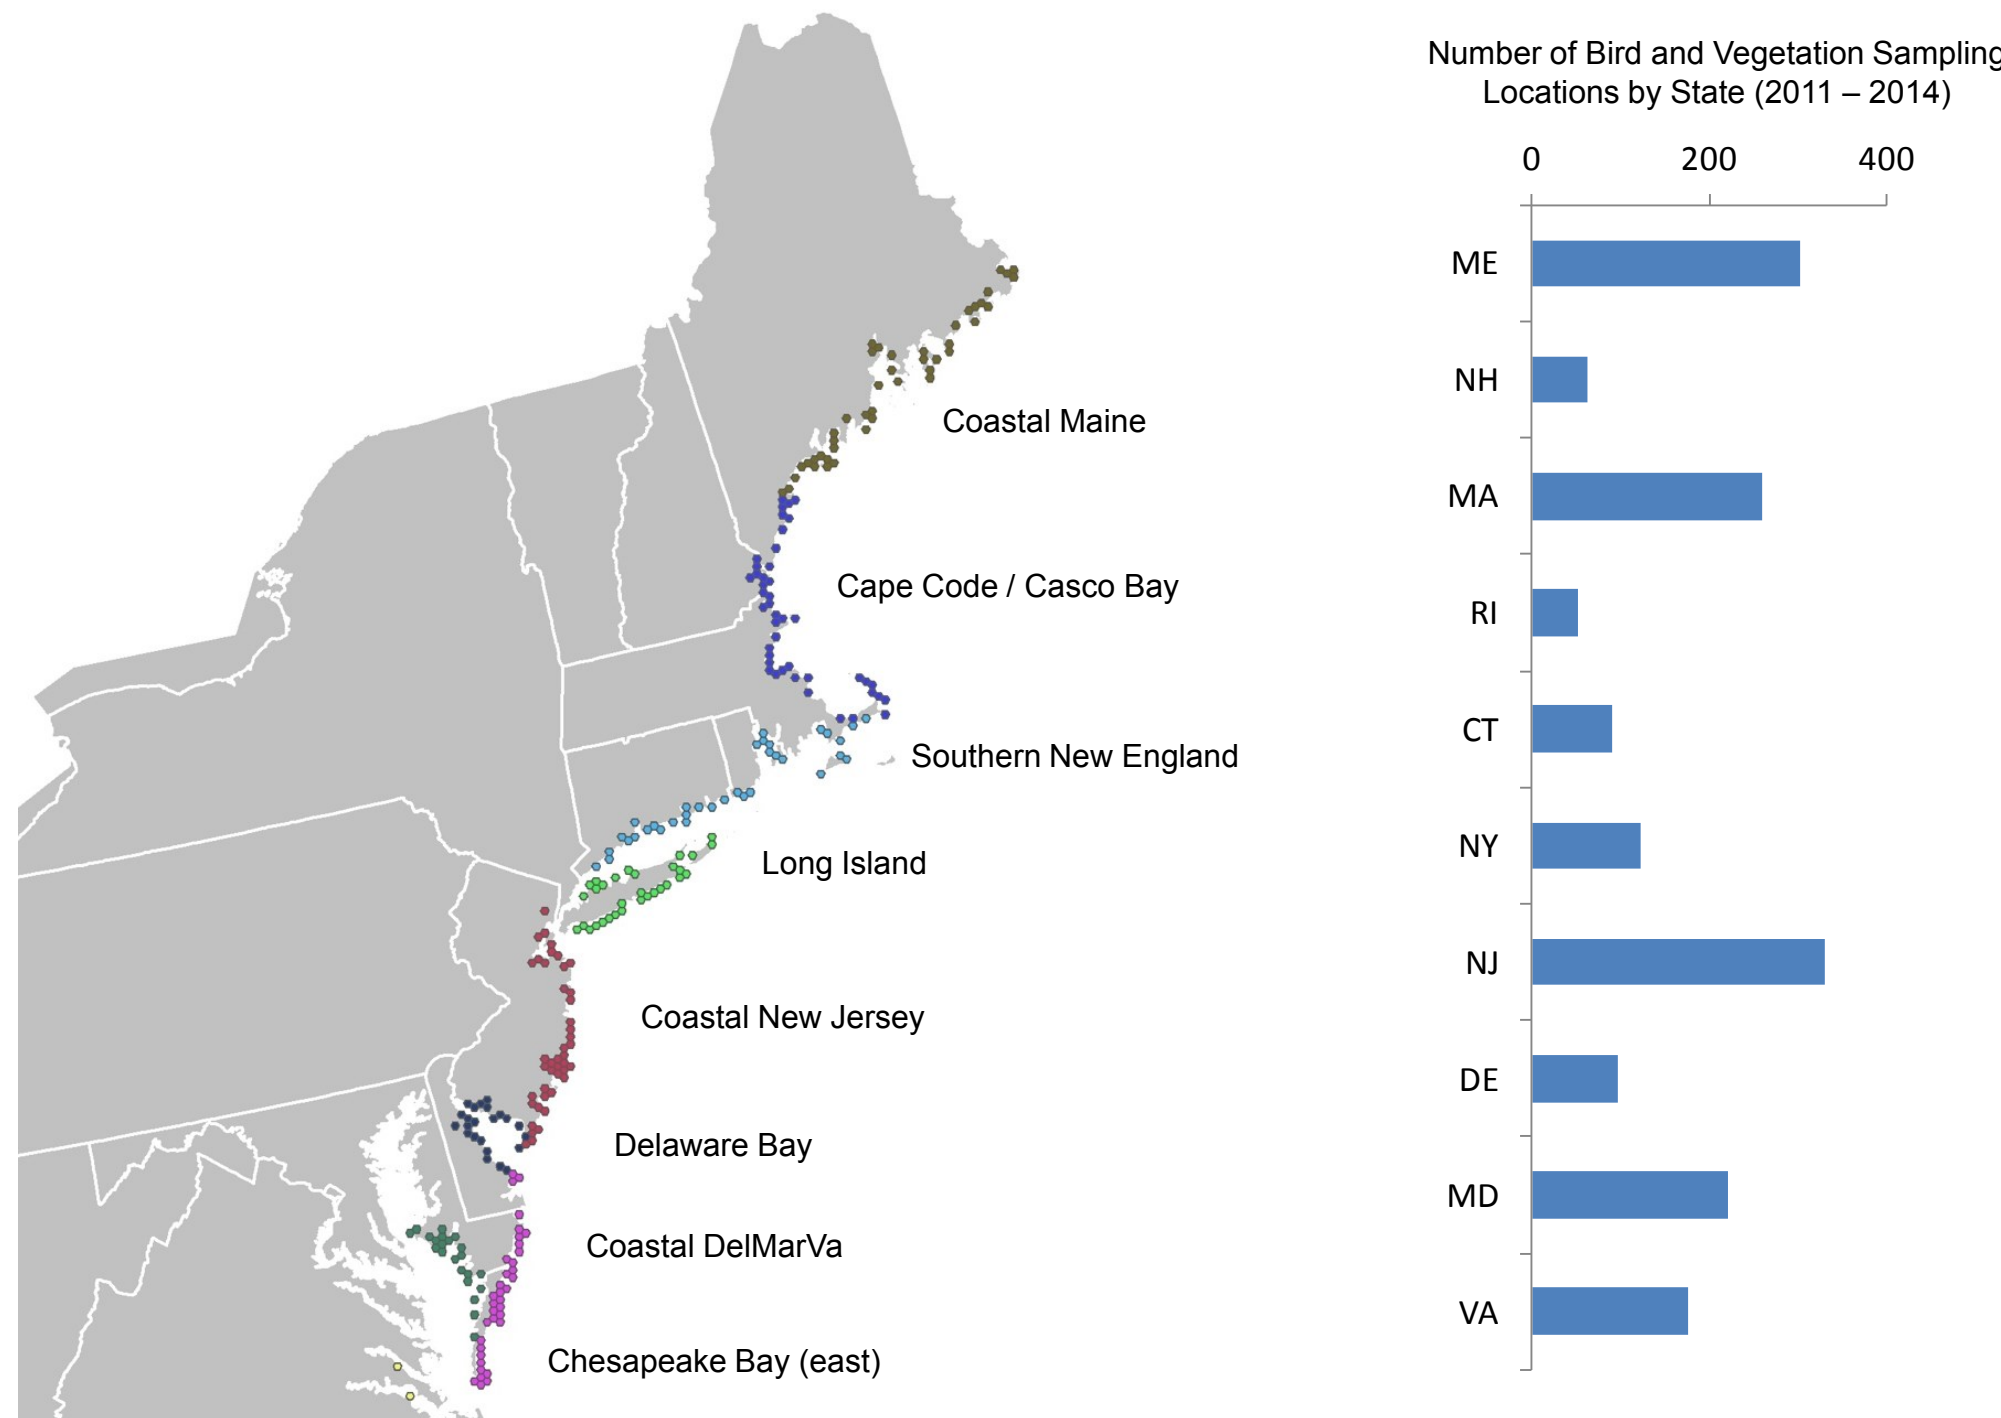 Number of Bird and Vegetation Sampling
Locations by State (2011 – 2014)
0 200 400
ME
NH
MA
RI
CT
NY
NJ
DE
MD
VA
Coastal Maine
Cape Code / Casco Bay
Southern New England
Long Island
Coastal New Jersey
Delaware Bay
Coastal DelMarVa
Chesapeake Bay (east)